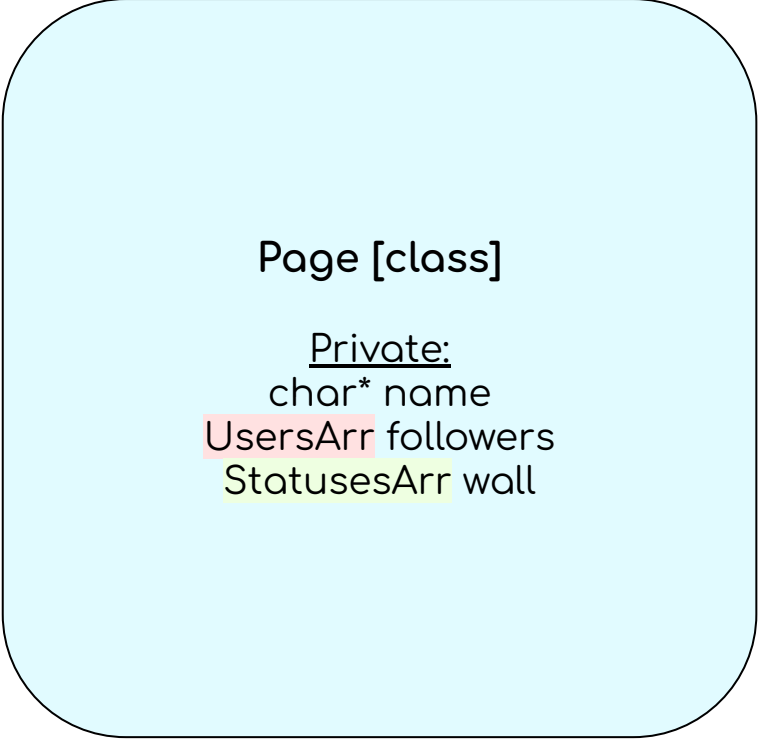 Page [class]
Private:
char* name
UsersArr followers
StatusesArr wall